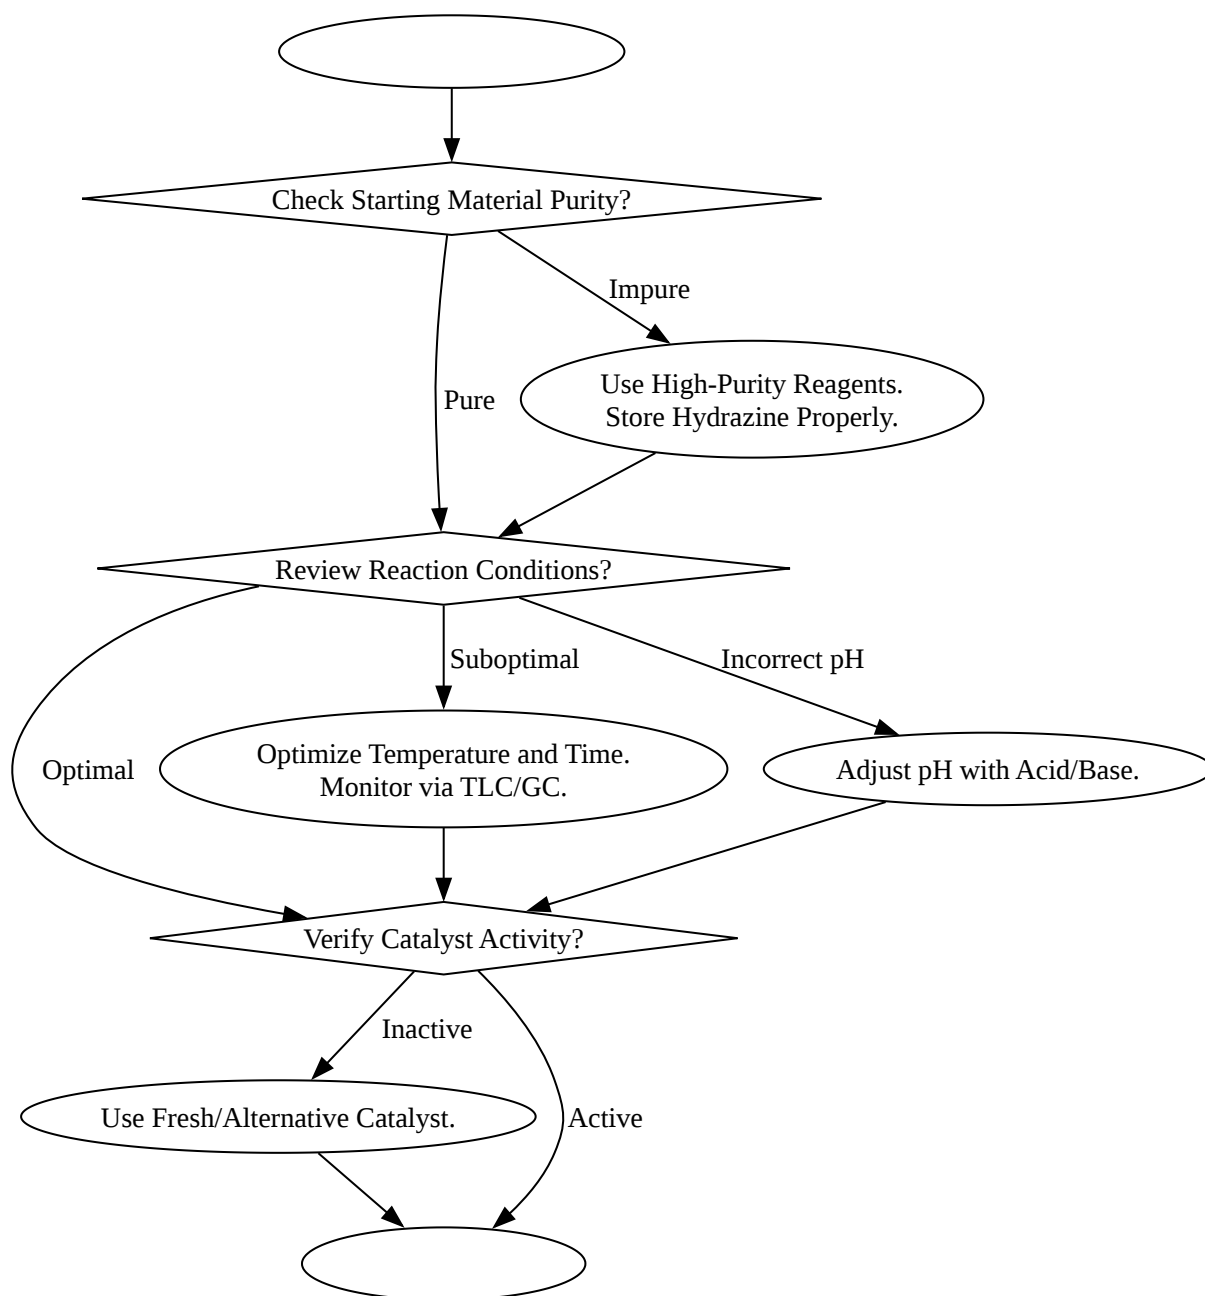 Check Starting Material Purity?
Impure
Use High-Purity Reagents.
Store Hydrazine Properly.
Pure
Review Reaction Conditions?
Suboptimal
Incorrect pH
Optimal
Optimize Temperature and Time.
Monitor via TLC/GC.
Adjust pH with Acid/Base.
Verify Catalyst Activity?
Inactive
Use Fresh/Alternative Catalyst.
Active